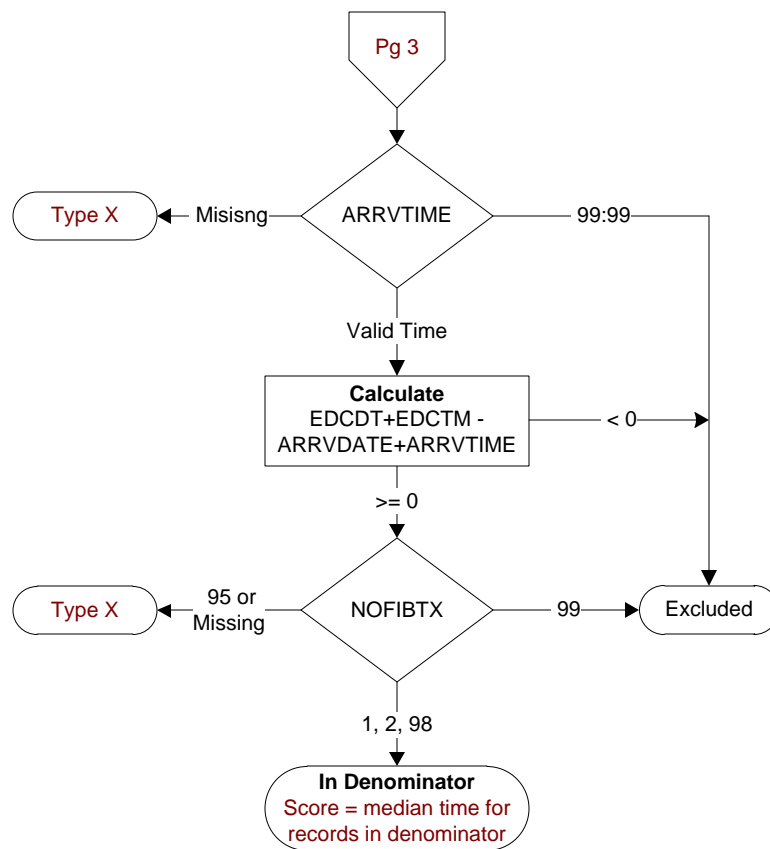 Pg 3
ARRVTIME
Type X
Misisng
99:99
Valid Time
Calculate
EDCDT+EDCTM -
ARRVDATE+ARRVTIME
< 0
>= 0
NOFIBTX
Type X
95 or
Missing
99
Excluded
1, 2, 98
In Denominator
Score = median time for
records in denominator